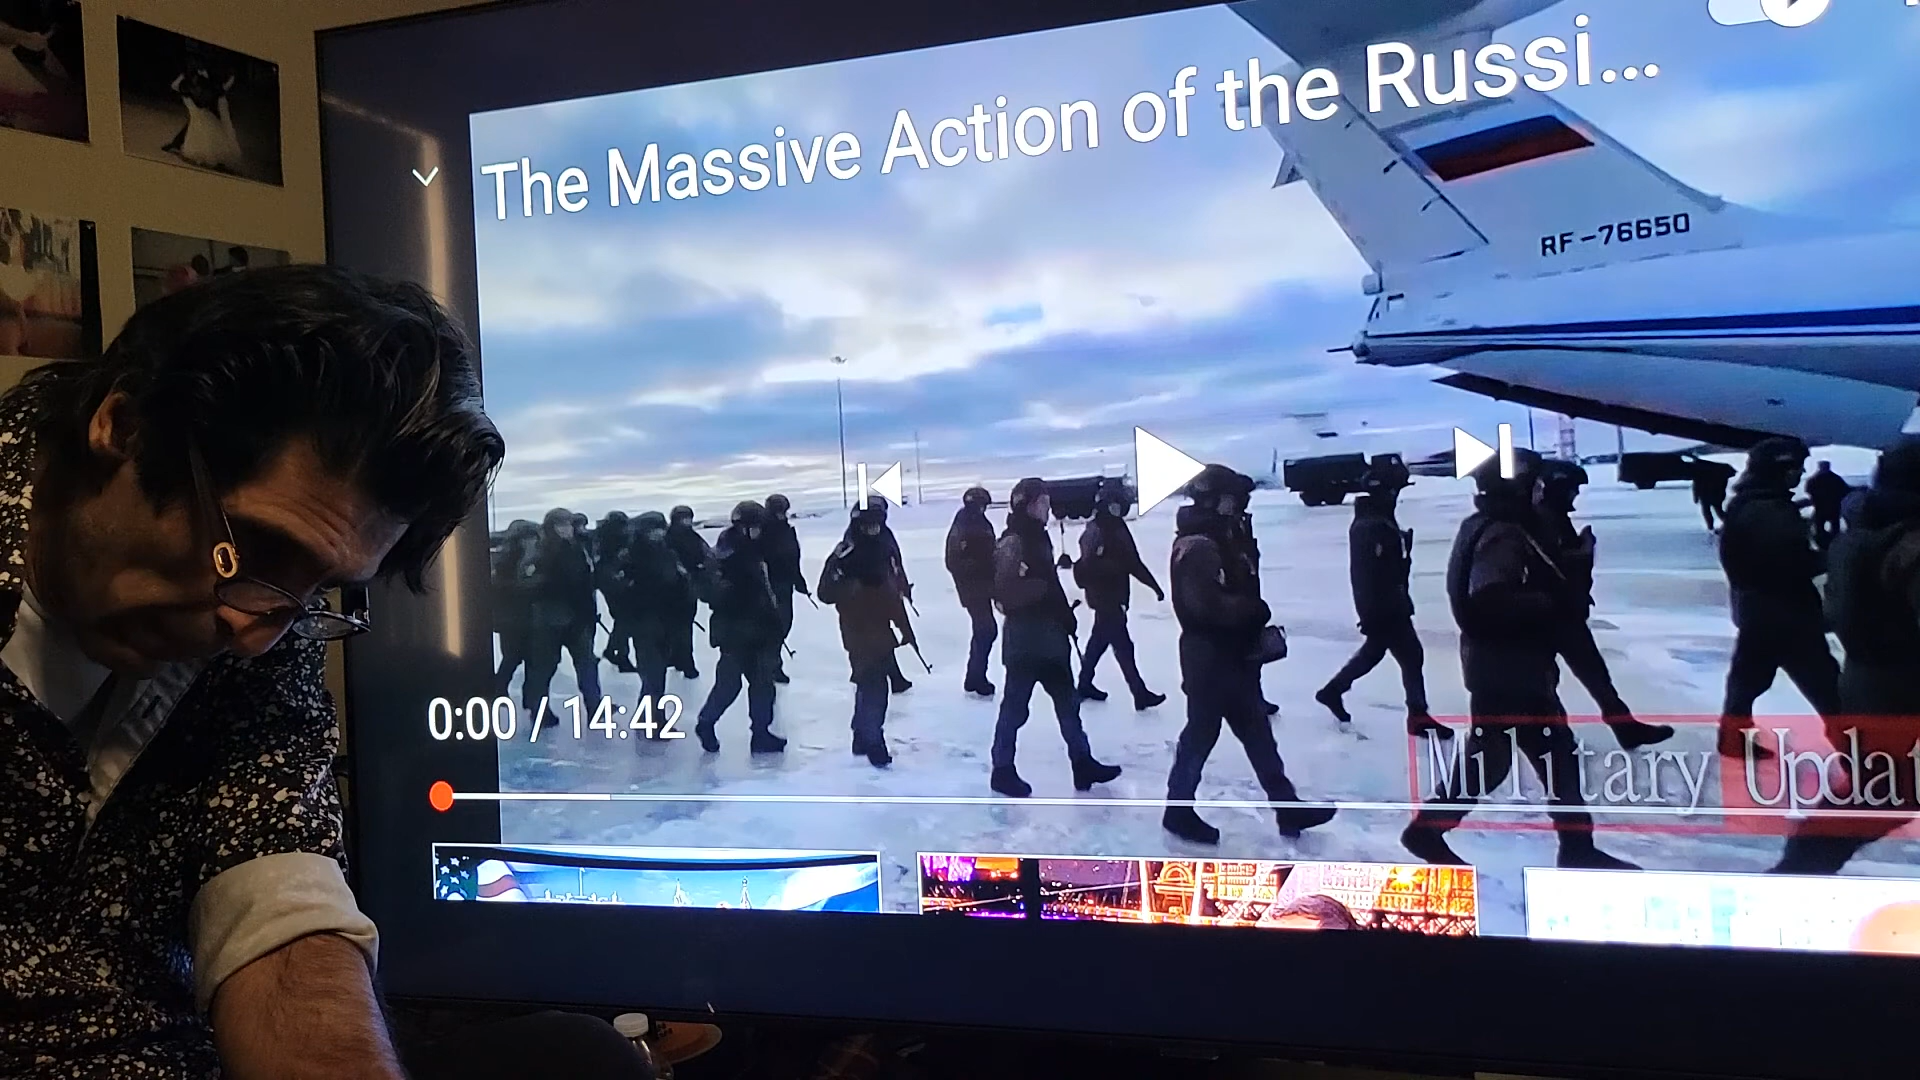 The Massive Action of the Russi...
RF-76650
0:00 / 14:42
Military Updat